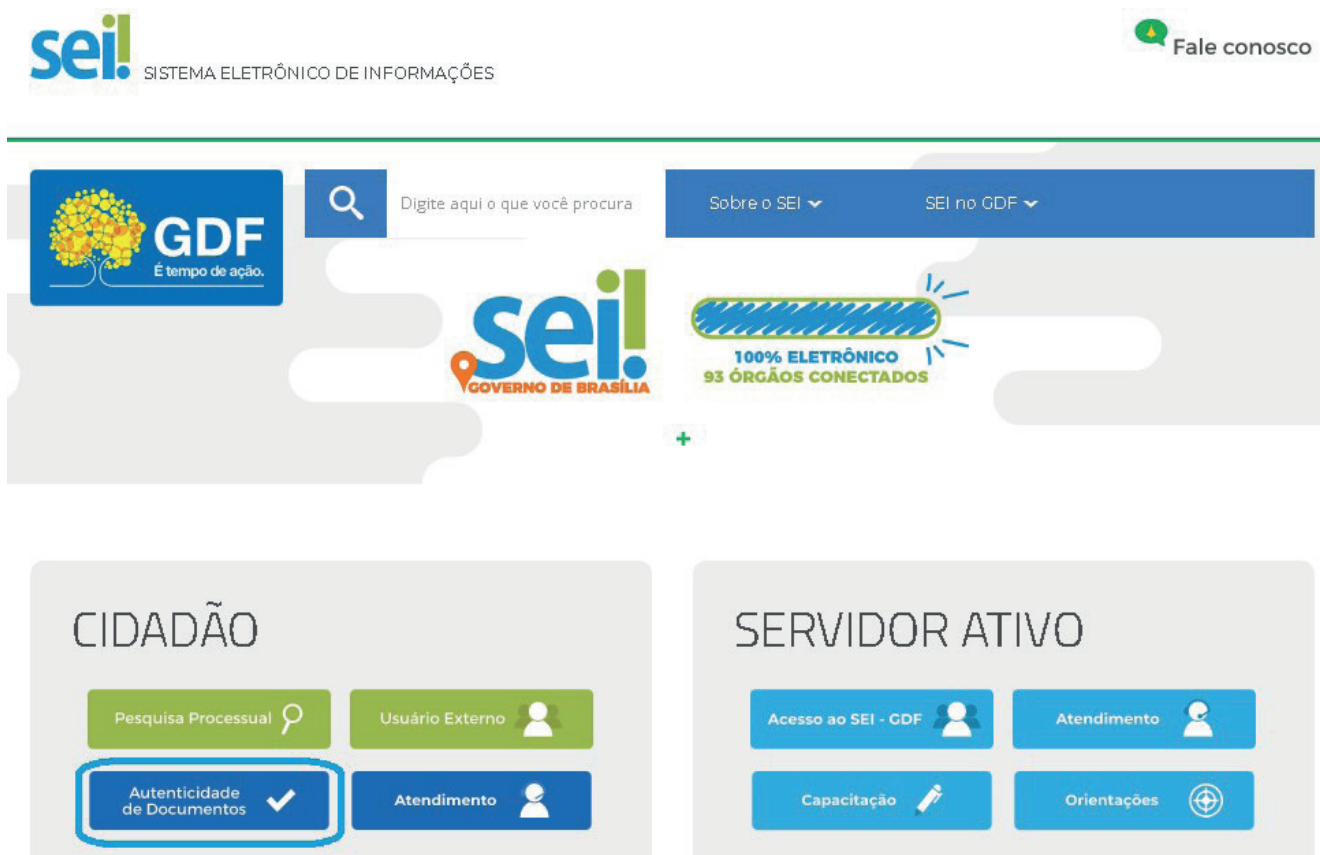 sei!
SISTEMA ELETRÔNICO DE INFORMAÇÕES
Fale conosco
GDF
É tempo de ação.
Digite aqui o que você procura
Sobre o SEI
SEI no GDF
sei!
GOVERNO DE BRASÍLIA
100% ELETRÔNICO
93 ÓRGÃOS CONECTADOS
+
CIDADÃO
Pesquisa Processual
Usuário Externo
Autenticidade
de Documentos
Atendimento
SERVIDOR ATIVO
Acesso ao SEI - GDF
Atendimento
Capacitação
Orientações